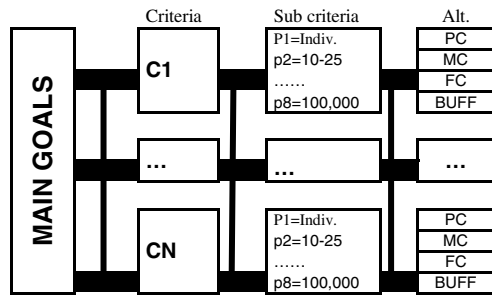 Criteria
Sub criteria
Alt.
MAIN GOALS
C1
P1=Indiv.
p2=10-25
......
p8=100,000
PC
MC
FC
BUFF
...
...
...
CN
P1=Indiv.
p2=10-25
......
p8=100,000
PC
MC
FC
BUFF